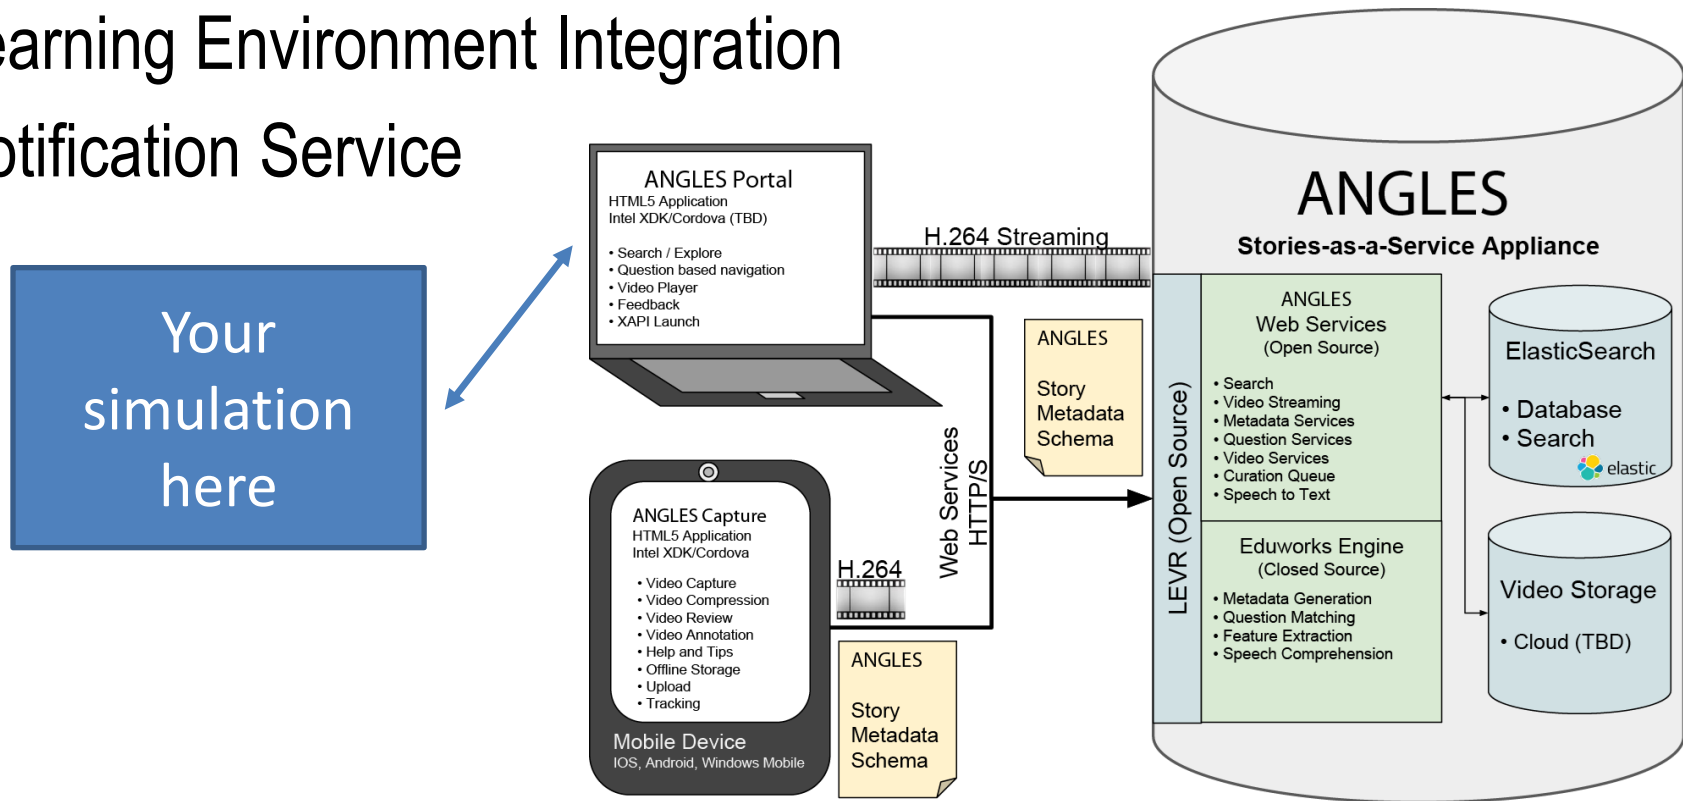 earning Environment Integration
otification Service
Your
simulation
here
ANGLES Portal
HTML5 Application
Intel XDK/Cordova (TBD)
• Search / Explore
• Question based navigation
• Video Player
• Feedback
• XAPI Launch
H.264 Streaming
ANGLES
Story
Metadata
Schema
Web Services
HTTP/S
ANGLES Capture
HTML5 Application
Intel XDK/Cordova
• Video Capture
• Video Compression
• Video Review
• Video Annotation
• Help and Tips
• Offline Storage
• Upload
• Tracking
Mobile Device
IOS, Android, Windows Mobile
H.264
ANGLES
Story
Metadata
Schema
ANGLES
Stories-as-a-Service Appliance
LEVR (Open Source)
ANGLES
Web Services
(Open Source)
• Search
• Video Streaming
• Metadata Services
• Question Services
• Video Services
• Curation Queue
• Speech to Text
Eduworks Engine
(Closed Source)
• Metadata Generation
• Question Matching
• Feature Extraction
• Speech Comprehension
ElasticSearch
• Database
• Search
elastic
Video Storage
• Cloud (TBD)